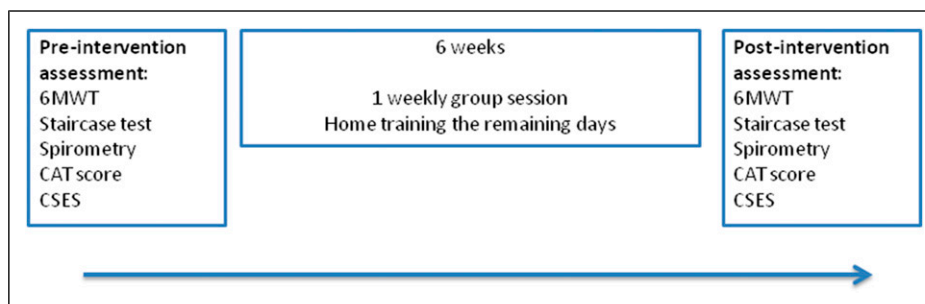 Pre-intervention
assessment:
6MWT
Staircase test
Spirometry
CAT score
CSES
6 weeks
1 weekly group session
Home training the remaining days
Post-intervention
assessment:
6MWT
Staircase test
Spirometry
CAT score
CSES